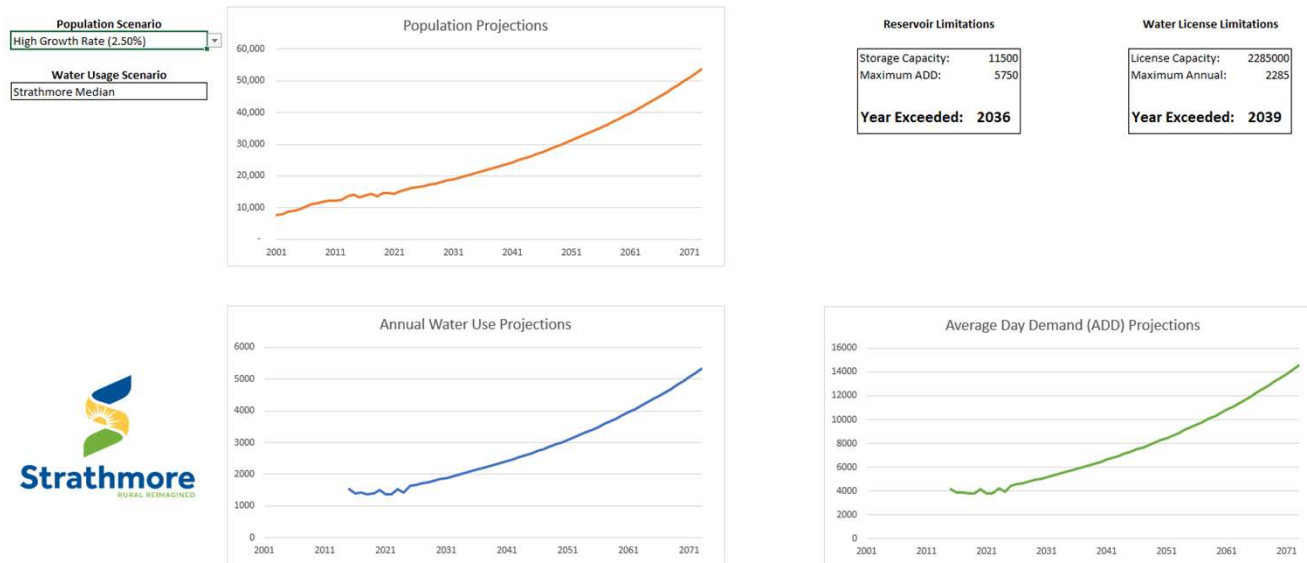 Population Scenario
High Growth Rate (2.50%)
Water Usage Scenario
Strathmore Median
Population Projections
60,000
50,000
40,000
30,000
20,000
10,000
-
2001 2011 2021 2031 2041 2051 2061 2071
Reservoir Limitations
Storage Capacity: 11500
Maximum ADD: 5750
Year Exceeded: 2036
Water License Limitations
License Capacity: 2285000
Maximum Annual: 2285
Year Exceeded: 2039
Strathmore
RURAL REIMAGINED
Annual Water Use Projections
6000
5000
4000
3000
2000
1000
0
2001 2011 2021 2031 2041 2051 2061 2071
Average Day Demand (ADD) Projections
16000
14000
12000
10000
8000
6000
4000
2000
0
2001 2011 2021 2031 2041 2051 2061 2071